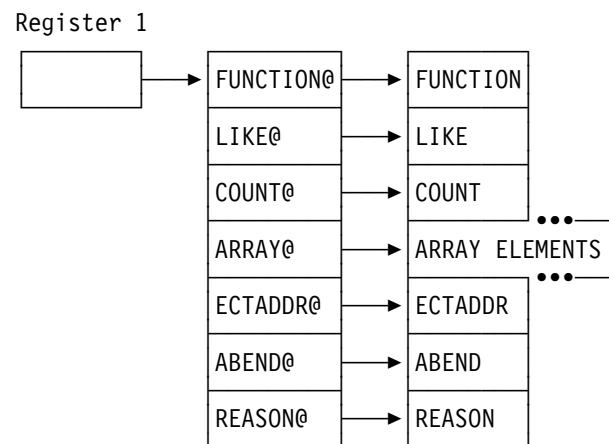 Register 1
FUNCTION@ FUNCTION
LIKE@ LIKE
COUNT@ COUNT
ARRAY@ ARRAY ELEMENTS
ECTADDR@ ECTADDR
ABEND@ ABEND
REASON@ REASON